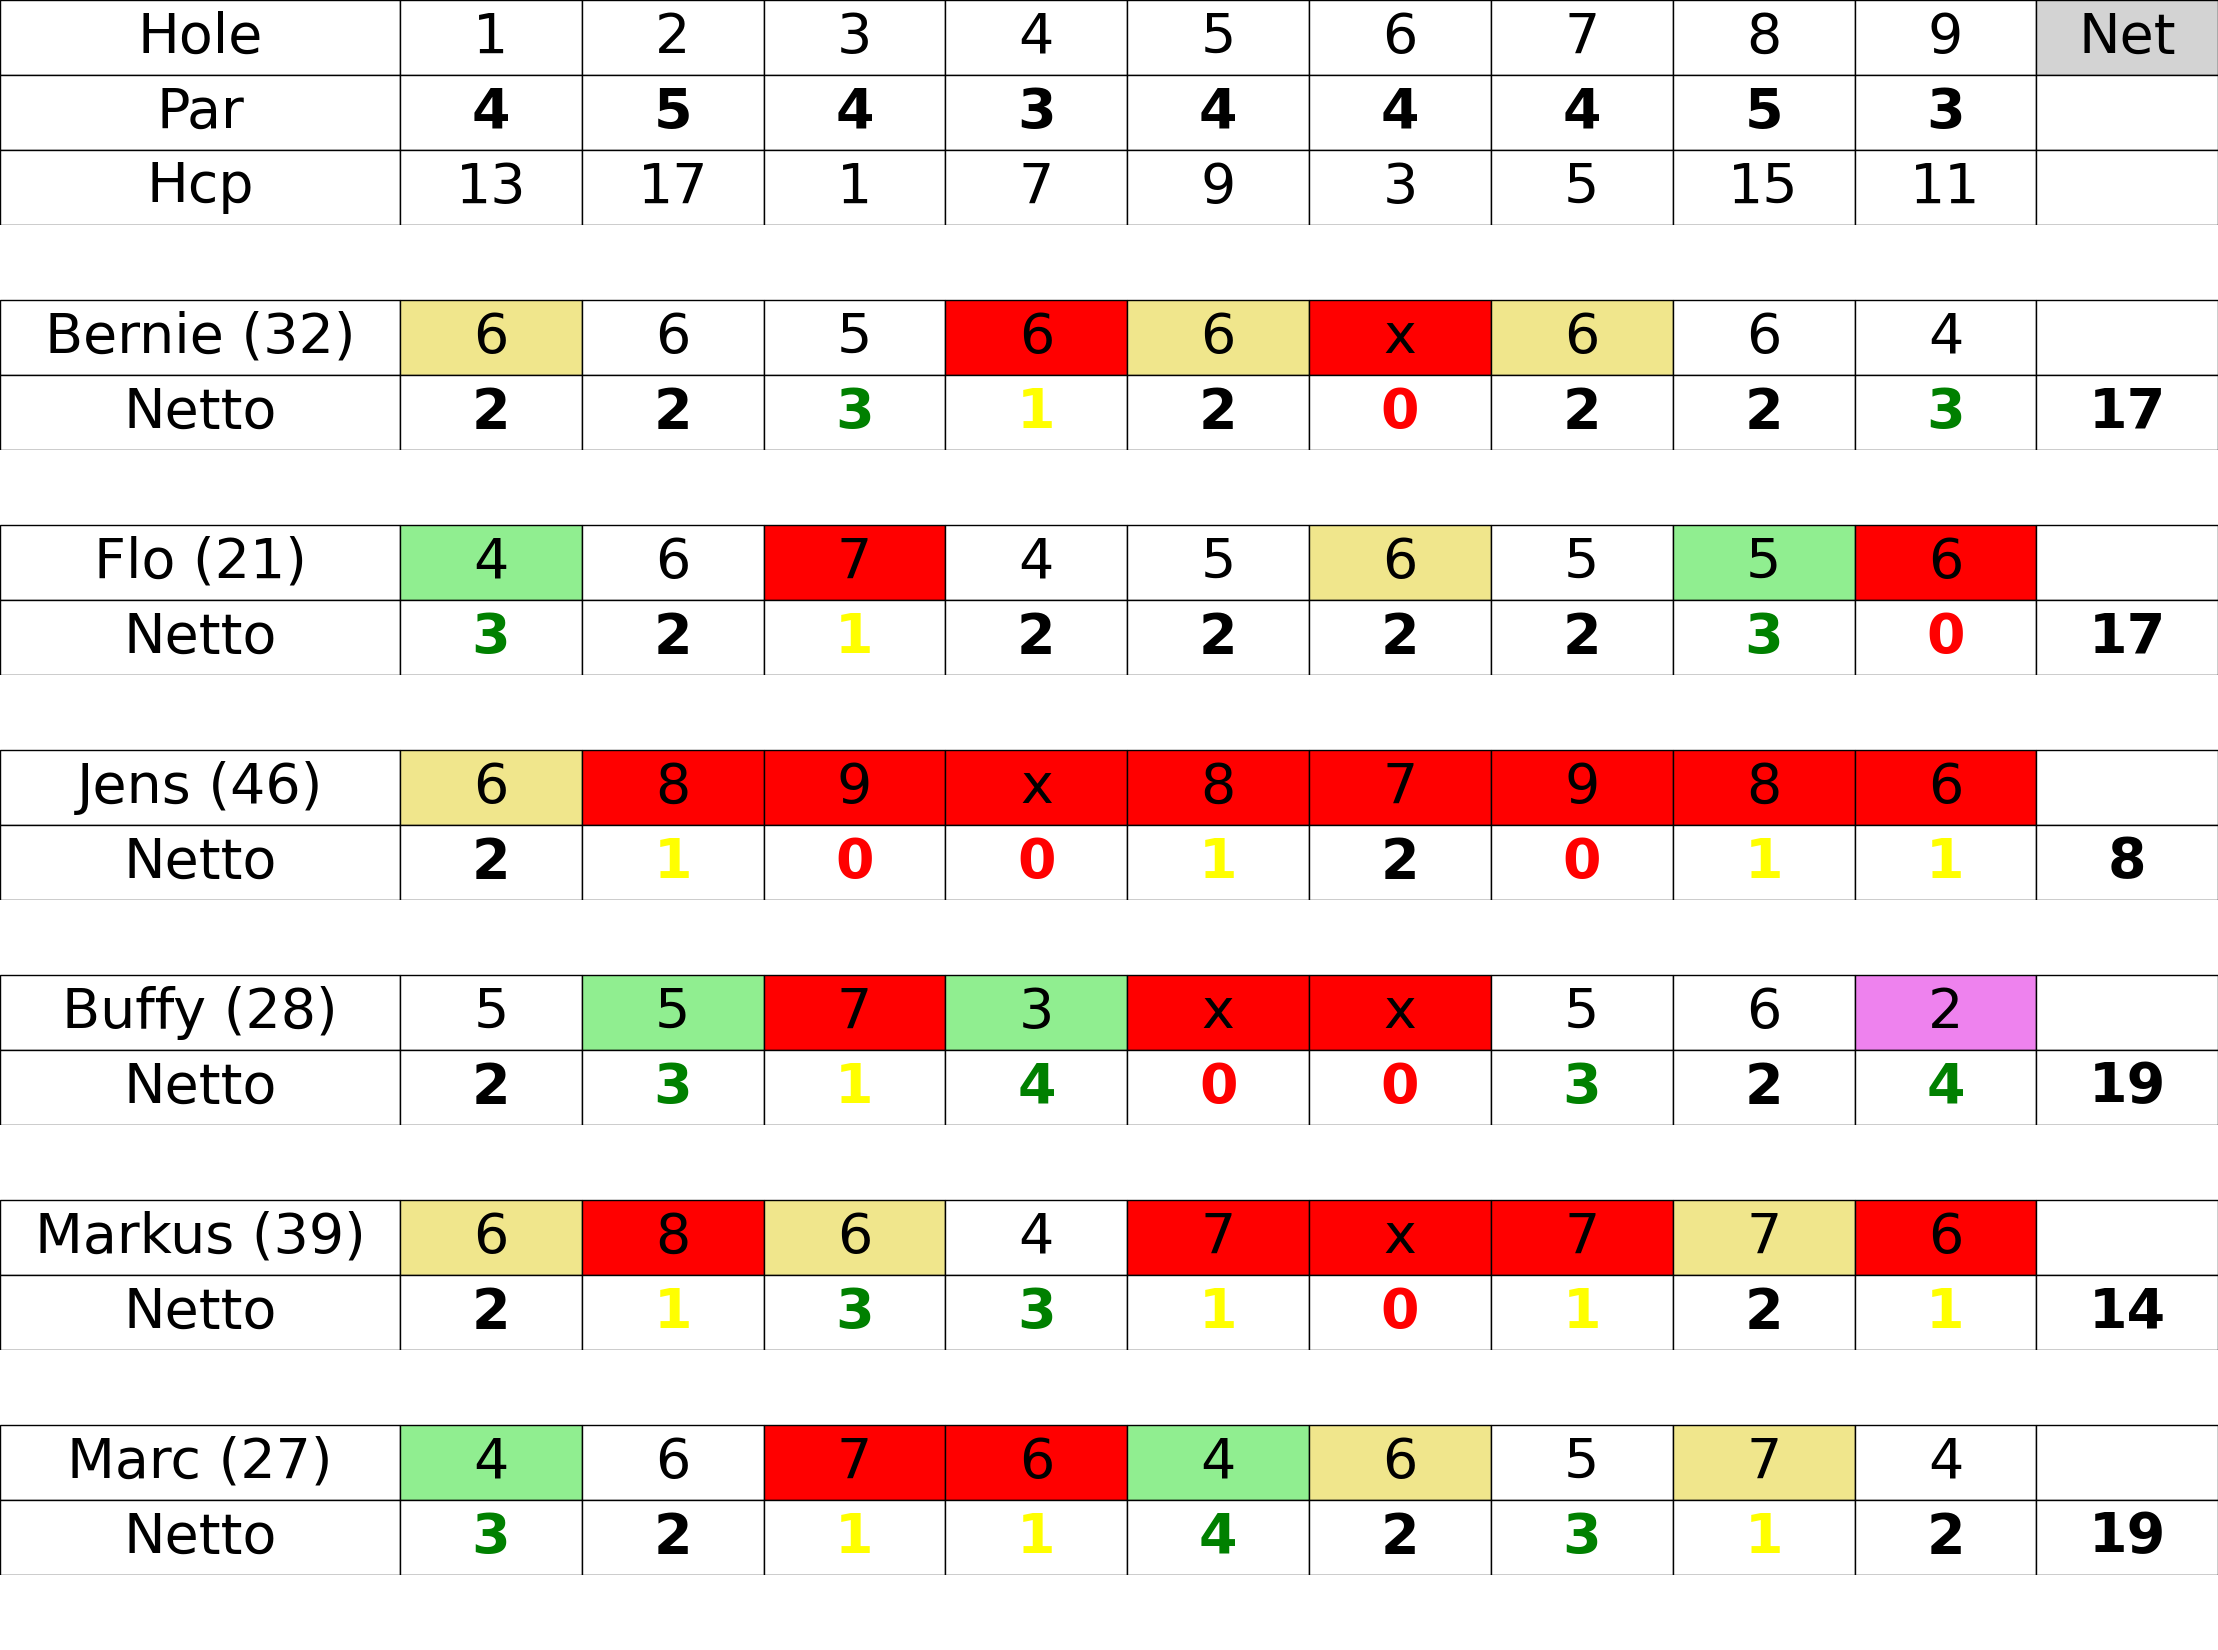 Hole 1 2 3 4 5 6 7 8 9 Net
Par 4 5 4 3 4 4 4 5 3
Hcp 13 17 1 7 9 3 5 15 11
Bernie (32) 6 6 5 6 6 x 6 6 4
Netto 2 2 3 1 2 0 2 2 3 17
Flo (21) 4 6 7 4 5 6 5 5 6
Netto 3 2 1 2 2 2 2 3 0 17
Jens (46) 6 8 9 x 8 7 9 8 6
Netto 2 1 0 0 1 2 0 1 1 8
Buffy (28) 5 5 7 3 x x 5 6 2
Netto 2 3 1 4 0 0 3 2 4 19
Markus (39) 6 8 6 4 7 x 7 7 6
Netto 2 1 3 3 1 0 1 2 1 14
Marc (27) 4 6 7 6 4 6 5 7 4
Netto 3 2 1 1 4 2 3 1 2 19